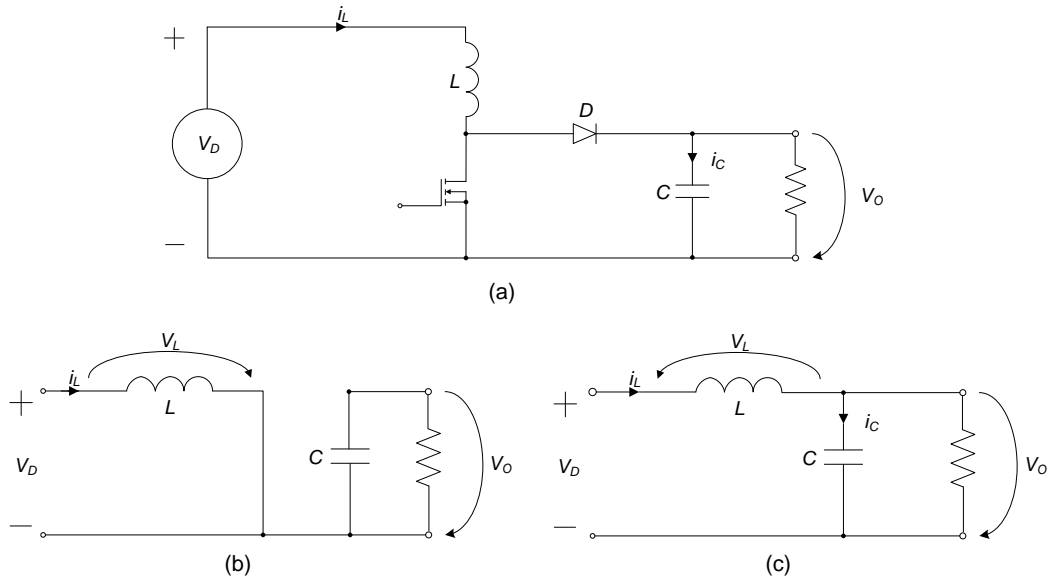 +
i_L
L
D
V_D
i_C
C
V_O
—
(a)
V_L
i_L
+
L
V_D
C
V_O
—
(b)
V_L
i_L
+
L
i_C
V_D
C
V_O
—
(c)